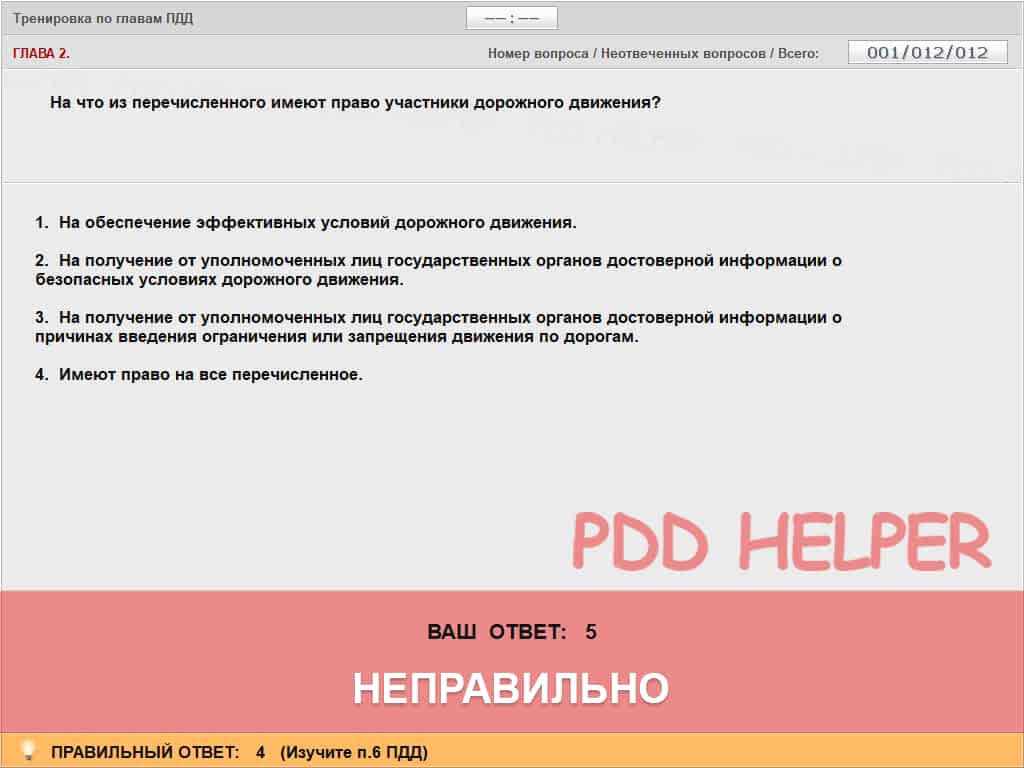 Тренировка по главам ПДД
–– : ––
ГЛАВА 2.
Номер вопроса / Неотвеченных вопросов / Всего:
001/012/012
На что из перечисленного имеют право участники дорожного движения?
1. На обеспечение эффективных условий дорожного движения.
2. На получение от уполномоченных лиц государственных органов достоверной информации о
безопасных условиях дорожного движения.
3. На получение от уполномоченных лиц государственных органов достоверной информации о
причинах введения ограничения или запрещения движения по дорогам.
4. Имеют право на все перечисленное.
PDD HELPER
ВАШ ОТВЕТ: 5
НЕПРАВИЛЬНО
ПРАВИЛЬНЫЙ ОТВЕТ: 4 (Изучите п.6 ПДД)